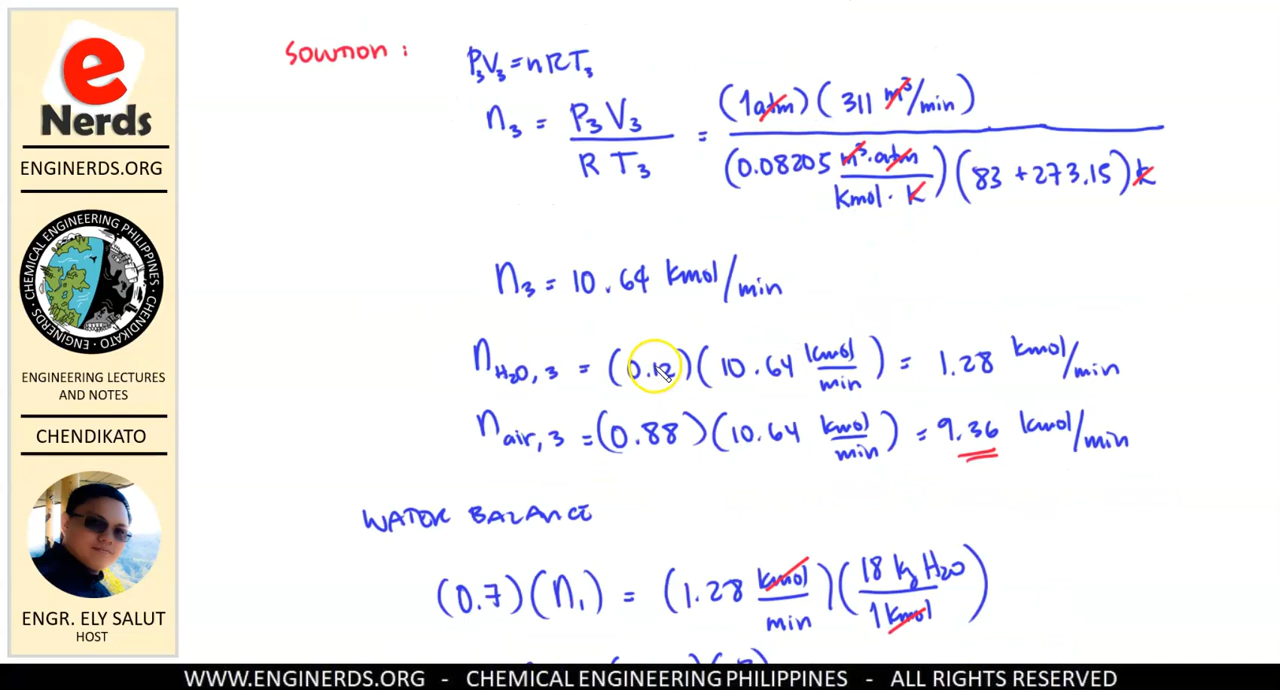 e
Nerds
ENGINERDS.ORG
CHEMICAL ENGINEERING PHILIPPINES
CHENDIKATO • ENGINERDS
ENGINEERING LECTURES
AND NOTES
CHENDIKATO
ENGR. ELY SALUT
HOST
SOLUTION :
P₃V₃ = nRT₃
n₃ = P₃V₃ / RT₃ = (1 atm)(311 m³/min) / (0.08205 m³·atm / kmol·K)(83 + 273.15)K
n₃ = 10.64 kmol/min
n H₂O,3 = (0.12)(10.64 kmol/min) = 1.28 kmol/min
n air,3 = (0.88)(10.64 kmol/min) = 9.36 kmol/min
WATER BALANCE
(0.7)(n₁) = (1.28 kmol/min)(18 kg H₂O / 1 kmol)
WWW.ENGINERDS.ORG - CHEMICAL ENGINEERING PHILIPPINES - ALL RIGHTS RESERVED